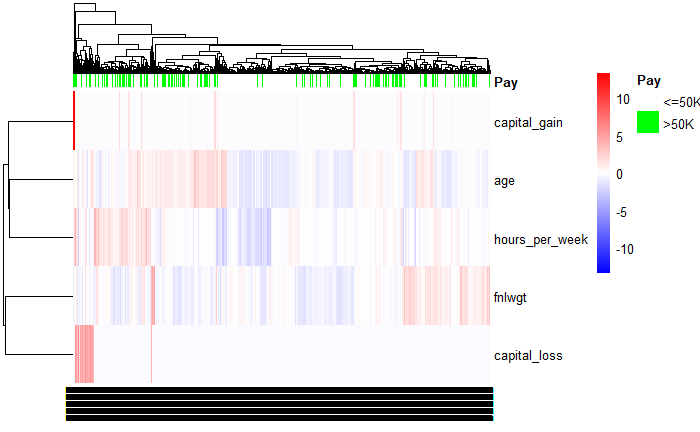 Pay
capital_gain
age
hours_per_week
fnlwgt
capital_loss
10
5
0
-5
-10
Pay
<=50K
>50K